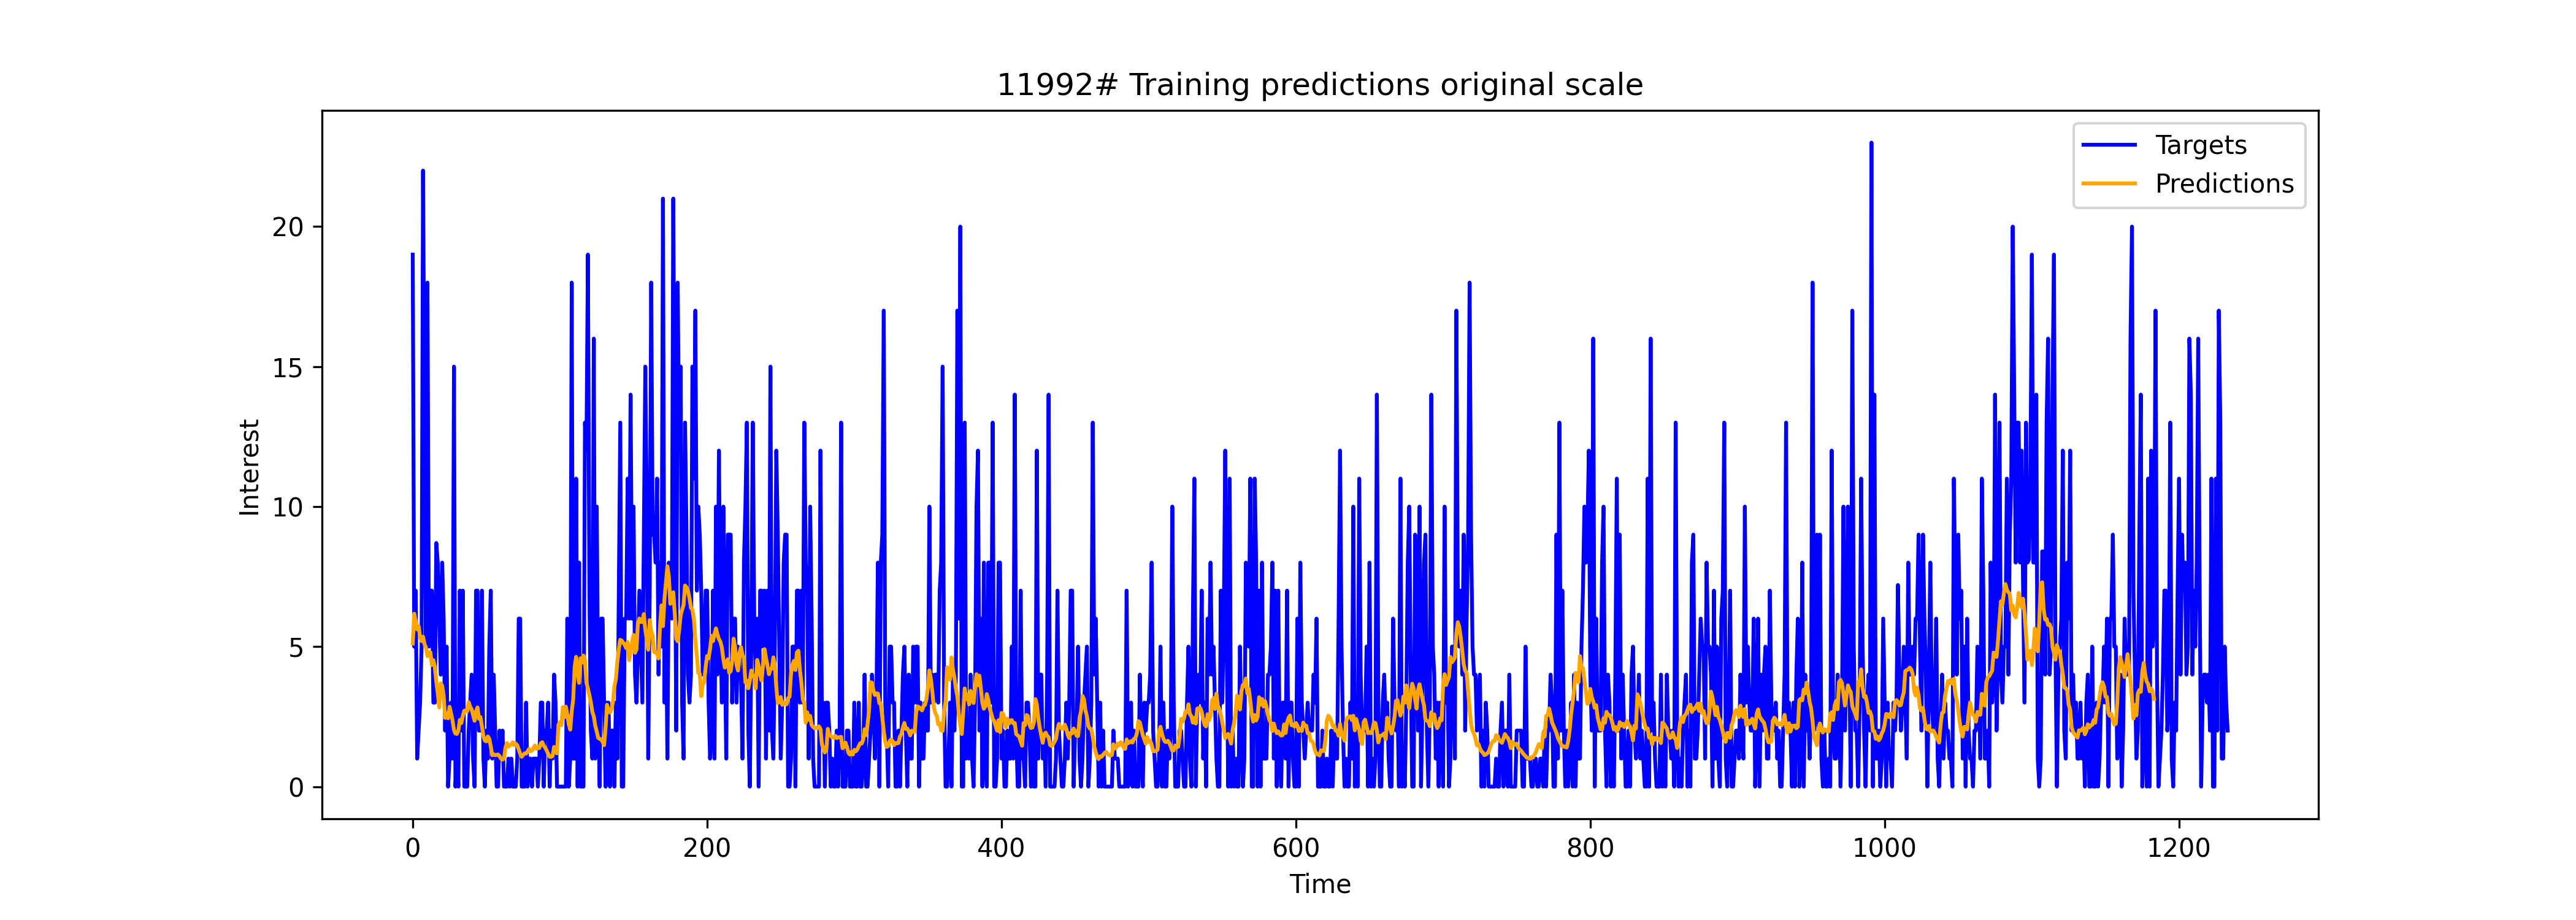 11992# Training predictions original scale
Targets
Predictions
Interest
20
15
10
5
0
0 200 400 600 800 1000 1200
Time